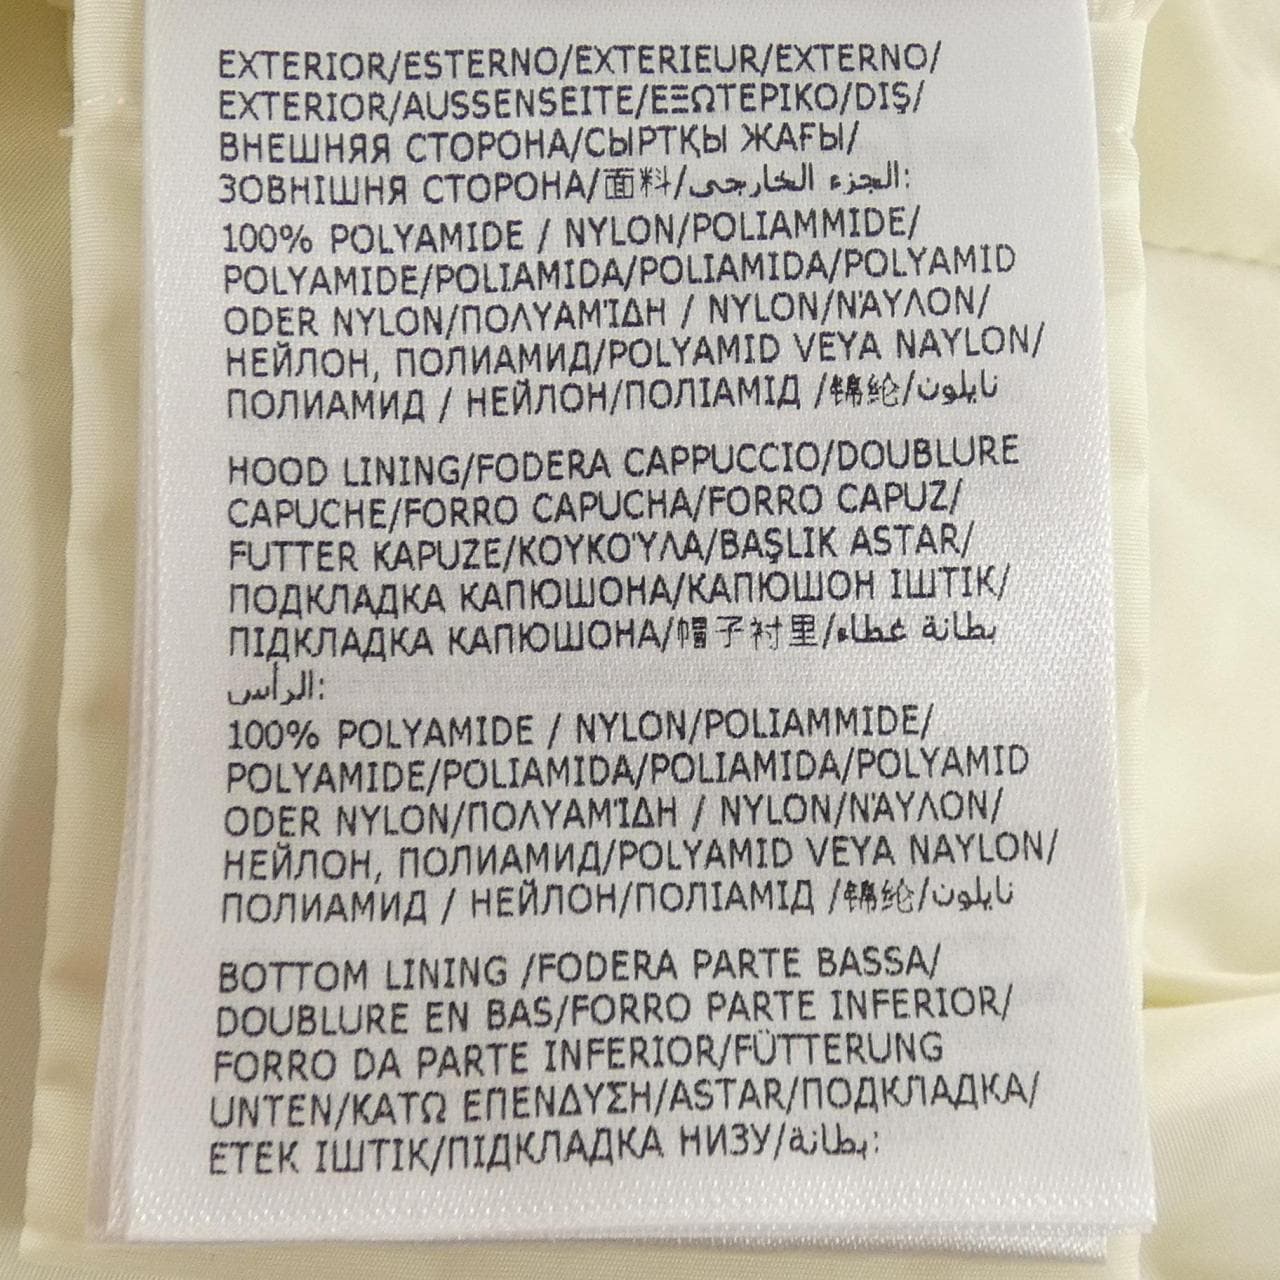 EXTERIOR/ESTERNO/EXTERIEUR/EXTERNO/
EXTERIOR/AUSSENSEITE/ΕΞΩΤΕΡΙΚΟ/DIŞ/
ВНЕШНЯЯ СТОРОНА/СЫРТҚЫ ЖАҒЫ/
ЗОВНІШНЯ СТОРОНА/面料/الجزء الخارجي:
100% POLYAMIDE / NYLON/POLIAMMIDE/
POLYAMIDE/POLIAMIDA/POLIAMIDA/POLYAMID
ODER NYLON/ΠΟΛΥΑΜΊΔΗ / NYLON/ΝΆΥΛΟΝ/
НЕЙЛОН, ПОЛИАМИД/POLYAMID VEYA NAYLON/
ПОЛИАМИД / НЕЙЛОН/ПОЛІАМІД /锦纶/نايلون
HOOD LINING/FODERA CAPPUCCIO/DOUBLURE
CAPUCHE/FORRO CAPUCHA/FORRO CAPUZ/
FUTTER KAPUZE/ΚΟΥΚΟΎΛΑ/BAŞLIK ASTAR/
ПОДКЛАДКА КАПЮШОНА/КАПЮШОН ІШТІК/
ПІДКЛАДКА КАПЮШОНА/帽子衬里/بطانة غطاء
الرأس:
100% POLYAMIDE / NYLON/POLIAMMIDE/
POLYAMIDE/POLIAMIDA/POLIAMIDA/POLYAMID
ODER NYLON/ΠΟΛΥΑΜΊΔΗ / NYLON/ΝΆΥΛΟΝ/
НЕЙЛОН, ПОЛИАМИД/POLYAMID VEYA NAYLON/
ПОЛИАМИД / НЕЙЛОН/ПОЛІАМІД /锦纶/نايلون
BOTTOM LINING /FODERA PARTE BASSA/
DOUBLURE EN BAS/FORRO PARTE INFERIOR/
FORRO DA PARTE INFERIOR/FÜTTERUNG
UNTEN/ΚΑΤΩ ΕΠΕΝΔΥΣΗ/ASTAR/ПОДКЛАДКА/
ЕТЕК ІШТІК/ПІДКЛАДКА НИЗУ/بطانة: